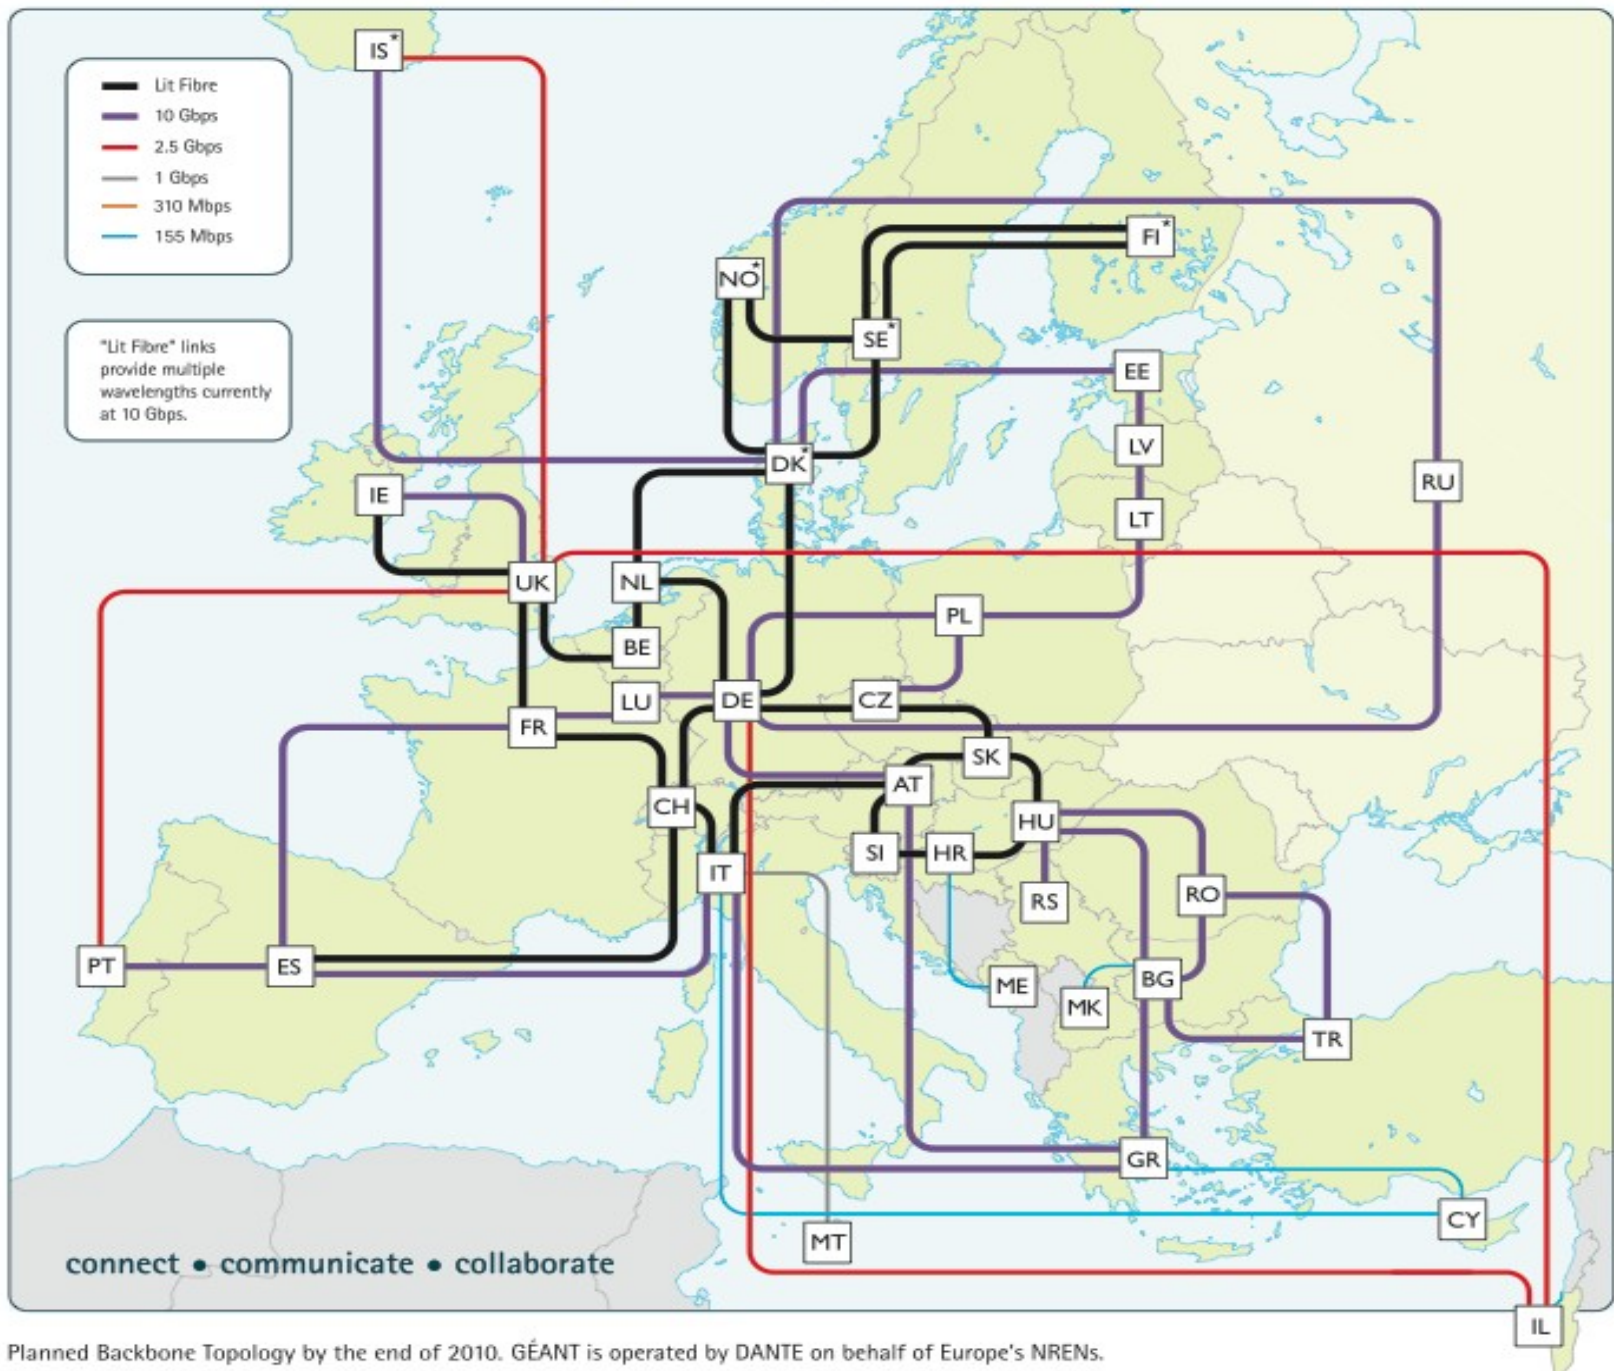 IS*
Lit Fibre
10 Gbps
2.5 Gbps
1 Gbps
310 Mbps
155 Mbps
"Lit Fibre" links
provide multiple
wavelengths currently
at 10 Gbps.
FI*
NO*
SE*
EE
LV
DK*
RU
IE
LT
UK
NL
PL
BE
LU
DE
CZ
FR
SK
AT
CH
HU
SI
HR
IT
RS
RO
PT
ES
ME
MK
BG
TR
GR
CY
MT
connect • communicate • collaborate
IL
Planned Backbone Topology by the end of 2010. GÉANT is operated by DANTE on behalf of Europe's NRENs.